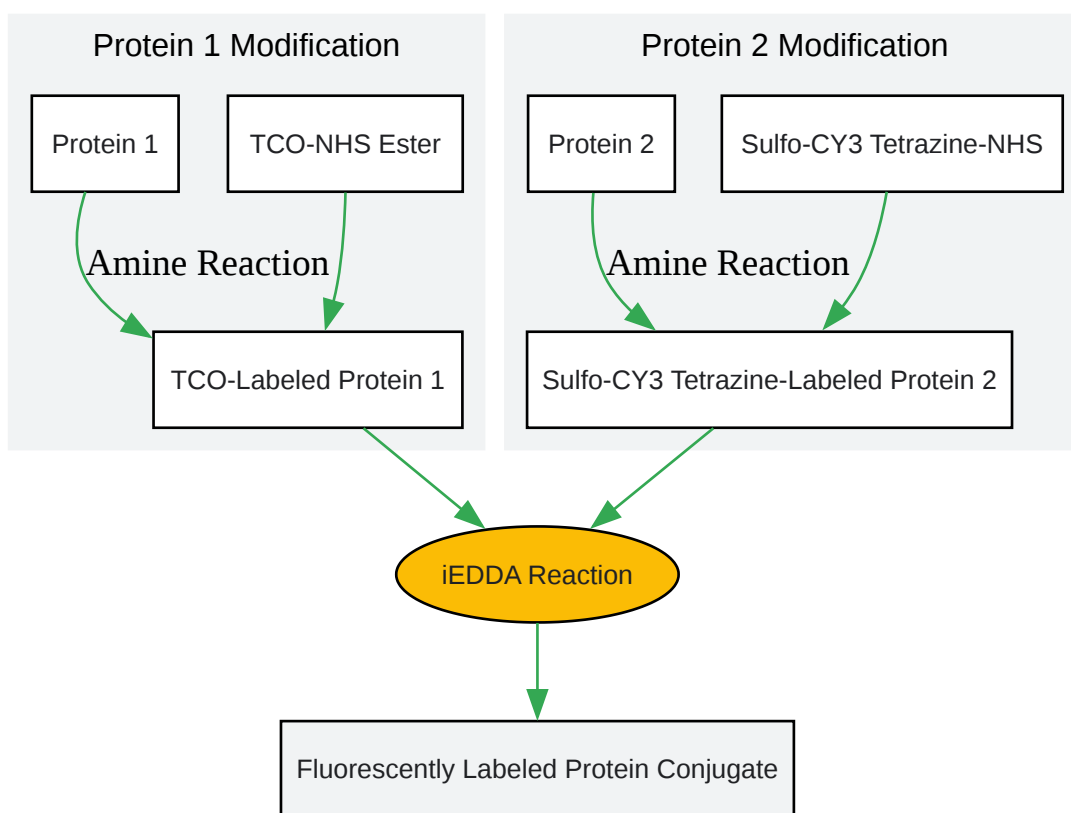 Protein 1 Modification
Protein 2 Modification
Protein 1
TCO-NHS Ester
Protein 2
Sulfo-CY3 Tetrazine-NHS
Amine Reaction
Amine Reaction
TCO-Labeled Protein 1
Sulfo-CY3 Tetrazine-Labeled Protein 2
iEDDA Reaction
Fluorescently Labeled Protein Conjugate